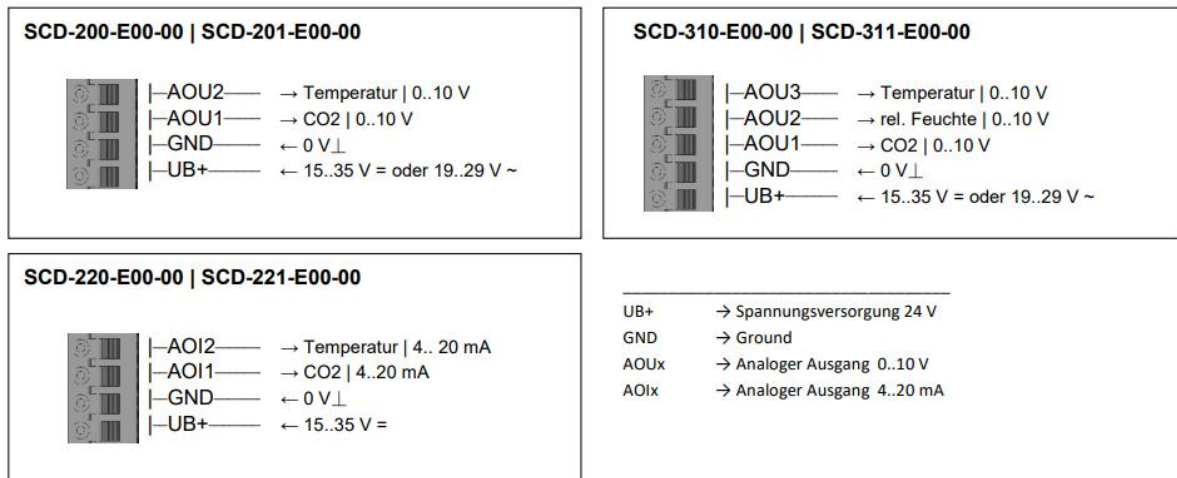 SCD-200-E00-00 | SCD-201-E00-00
|—AOU2—— → Temperatur | 0..10 V
|—AOU1—— → CO2 | 0..10 V
|—GND—— ← 0 V⊥
|—UB+—— ← 15..35 V = oder 19..29 V ~
SCD-310-E00-00 | SCD-311-E00-00
|—AOU3—— → Temperatur | 0..10 V
|—AOU2—— → rel. Feuchte | 0..10 V
|—AOU1—— → CO2 | 0..10 V
|—GND—— ← 0 V⊥
|—UB+—— ← 15..35 V = oder 19..29 V ~
SCD-220-E00-00 | SCD-221-E00-00
|—AOI2—— → Temperatur | 4.. 20 mA
|—AOI1—— → CO2 | 4..20 mA
|—GND—— ← 0 V⊥
|—UB+—— ← 15..35 V =
UB+ → Spannungsversorgung 24 V
GND → Ground
AOUx → Analoger Ausgang 0..10 V
AOIx → Analoger Ausgang 4..20 mA